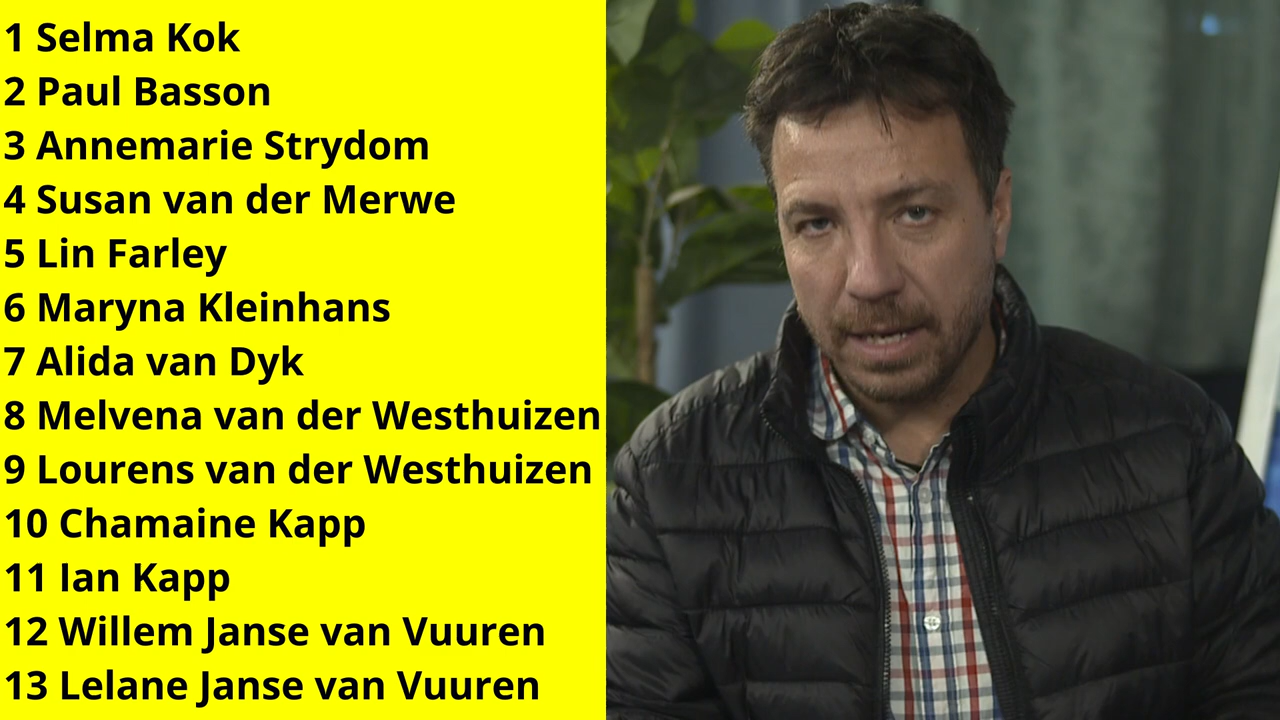 1 Selma Kok
2 Paul Basson
3 Annemarie Strydom
4 Susan van der Merwe
5 Lin Farley
6 Maryna Kleinhans
7 Alida van Dyk
8 Melvena van der Westhuizen
9 Lourens van der Westhuizen
10 Chamaine Kapp
11 Ian Kapp
12 Willem Janse van Vuuren
13 Lelane Janse van Vuuren